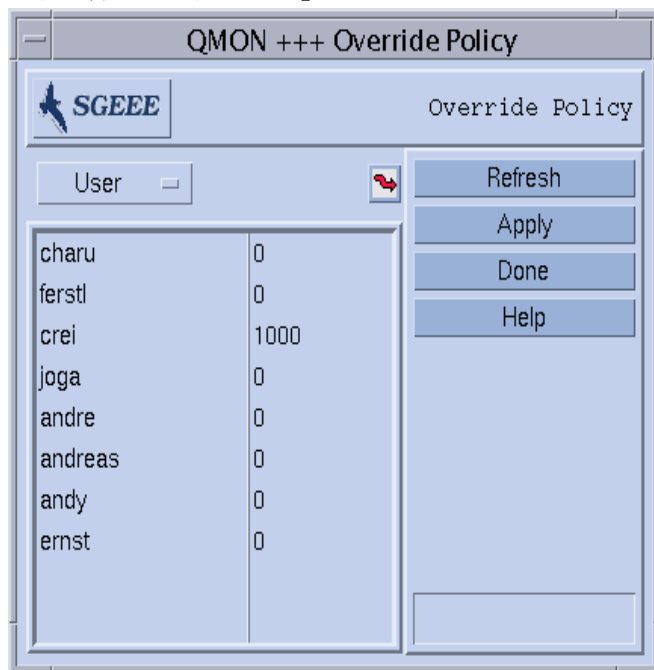 QMON +++ Override Policy
SGEEE
Override Policy
User
Refresh
Apply
Done
Help
charu 0
ferstl 0
crei 1000
joga 0
andre 0
andreas 0
andy 0
ernst 0